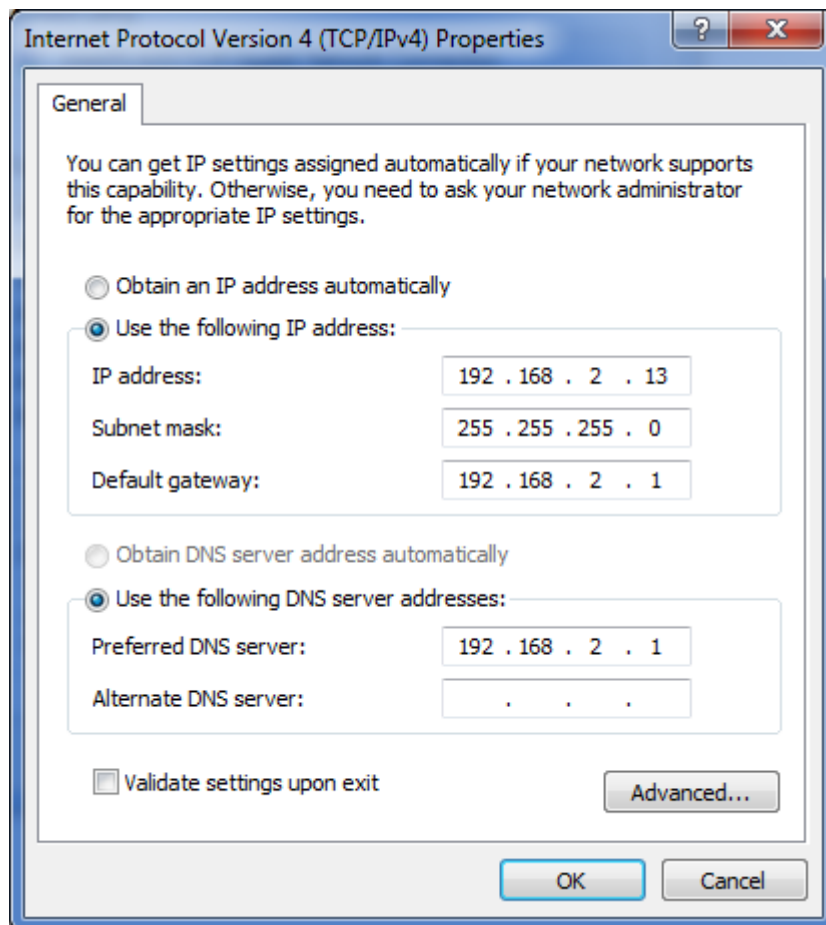 Internet Protocol Version 4 (TCP/IPv4) Properties
?
General
You can get IP settings assigned automatically if your network supports
this capability. Otherwise, you need to ask your network administrator
for the appropriate IP settings.
Obtain an IP address automatically
Use the following IP address:
IP address: 192 . 168 . 2 . 13
Subnet mask: 255 . 255 . 255 . 0
Default gateway: 192 . 168 . 2 . 1
Obtain DNS server address automatically
Use the following DNS server addresses:
Preferred DNS server: 192 . 168 . 2 . 1
Alternate DNS server: . . .
Validate settings upon exit
Advanced...
OK Cancel